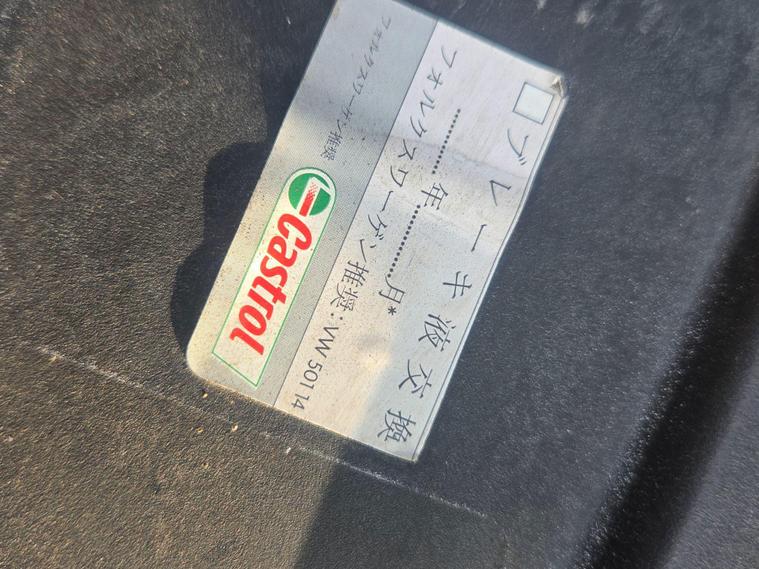 □ ブレーキ液交換
........年........月*
フォルクスワーゲン推奨：VW 501 14
フォルクスワーゲン推奨
Castrol